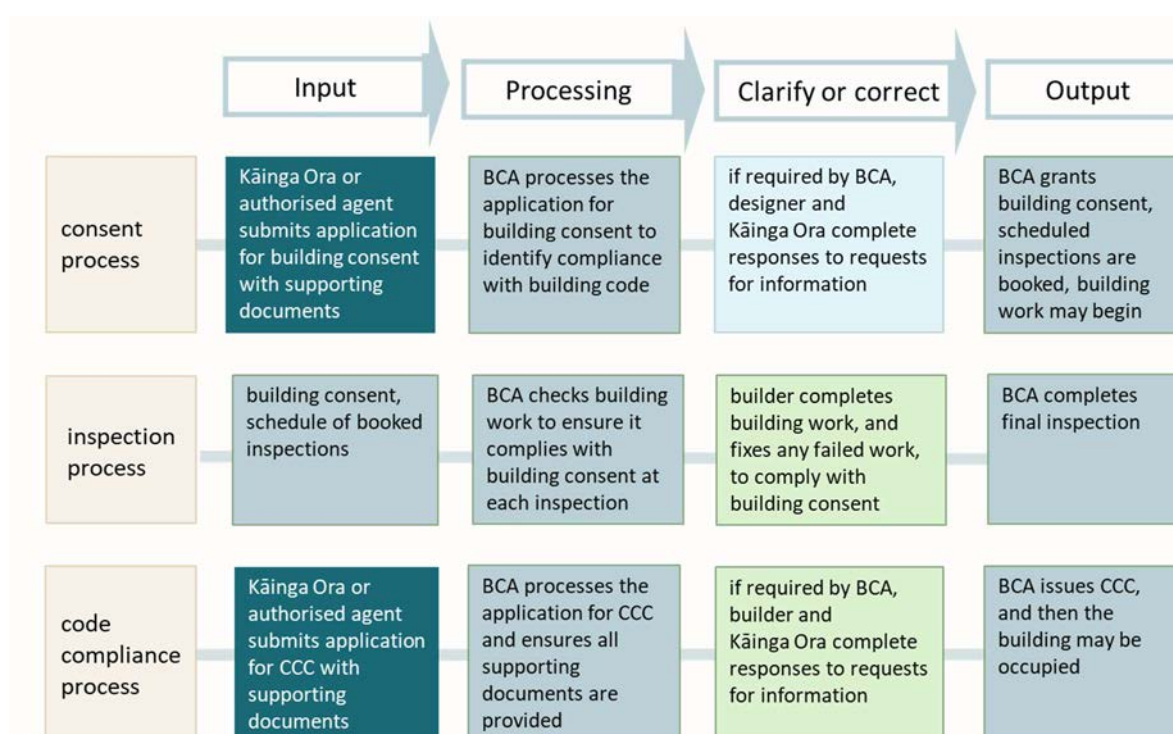 Input
Processing
Clarify or correct
Output
consent
process
Kāinga Ora or
authorised agent
submits application
for building consent
with supporting
documents
BCA processes the
application for
building consent to
identify compliance
with building code
if required by BCA,
designer and
Kāinga Ora complete
responses to requests
for information
BCA grants
building consent,
scheduled
inspections are
booked, building
work may begin
inspection
process
building consent,
schedule of booked
inspections
BCA checks building
work to ensure it
complies with
building consent at
each inspection
builder completes
building work, and
fixes any failed work,
to comply with
building consent
BCA completes
final inspection
code
compliance
process
Kāinga Ora or
authorised agent
submits application
for CCC with
supporting
documents
BCA processes the
application for CCC
and ensures all
supporting
documents are
provided
if required by BCA,
builder and
Kāinga Ora complete
responses to requests
for information
BCA issues CCC,
and then the
building may be
occupied